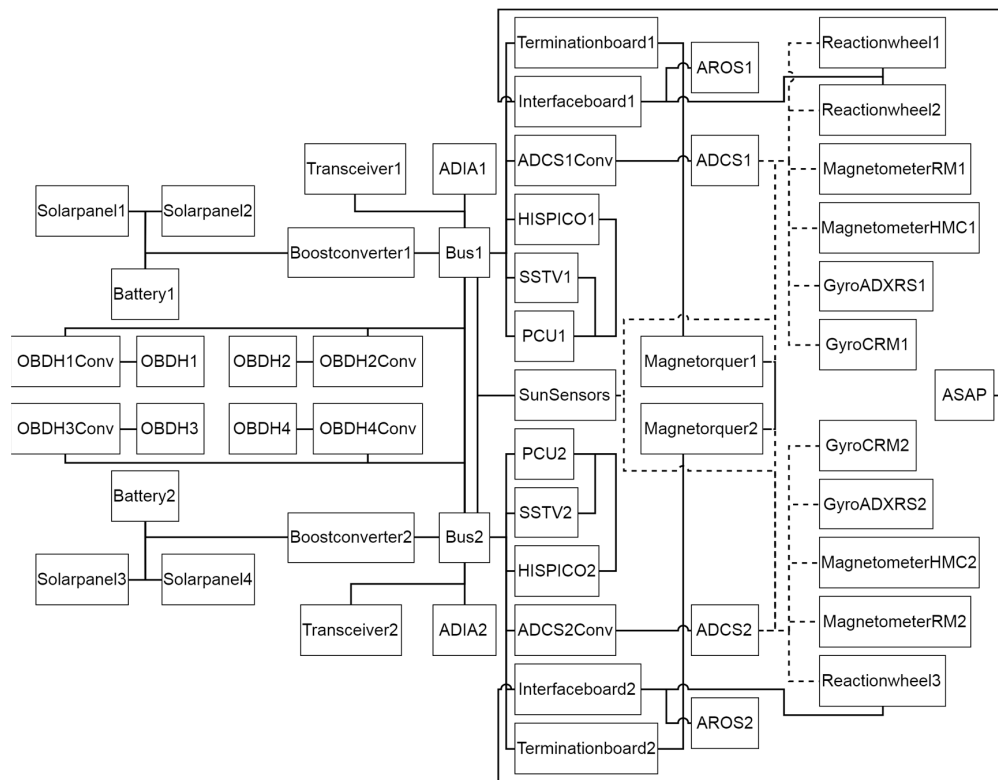 Terminationboard1
Reactionwheel1
AROS1
Interfaceboard1
Reactionwheel2
Transceiver1
ADIA1
ADCS1Conv
ADCS1
MagnetometerRM1
Solarpanel1
Solarpanel2
HISPICO1
MagnetometerHMC1
Boostconverter1
Bus1
SSTV1
GyroADXRS1
Battery1
PCU1
GyroCRM1
OBDH1Conv
OBDH1
OBDH2
OBDH2Conv
Magnetorquer1
SunSensors
ASAP
OBDH3Conv
OBDH3
OBDH4
OBDH4Conv
Magnetorquer2
GyroCRM2
PCU2
Battery2
SSTV2
GyroADXRS2
Boostconverter2
Bus2
HISPICO2
MagnetometerHMC2
Solarpanel3
Solarpanel4
Transceiver2
ADIA2
ADCS2Conv
ADCS2
MagnetometerRM2
Interfaceboard2
Reactionwheel3
AROS2
Terminationboard2